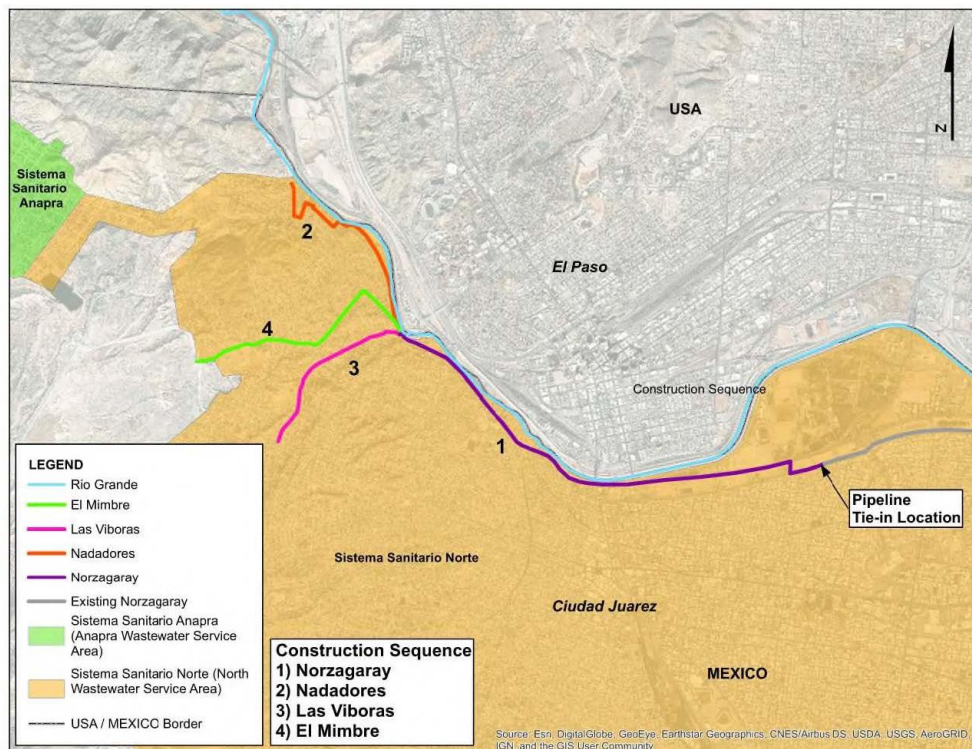 USA
N
Sistema
Sanitario
Anapra
2
El Paso
4
3
Construction Sequence
1
Pipeline
Tie-in Location
LEGEND
Rio Grande
El Mimbre
Las Viboras
Nadadores
Norzagaray
Existing Norzagaray
Sistema Sanitario Anapra
(Anapra Wastewater Service
Area)
Sistema Sanitario Norte (North
Wastewater Service Area)
USA / MEXICO Border
Sistema Sanitario Norte
Ciudad Juarez
Construction Sequence
1) Norzagaray
2) Nadadores
3) Las Viboras
4) El Mimbre
MEXICO
Source: Esri, DigitalGlobe, GeoEye, Earthstar Geographics, CNES/Airbus DS, USDA, USGS, AeroGRID,
IGN, and the GIS User Community